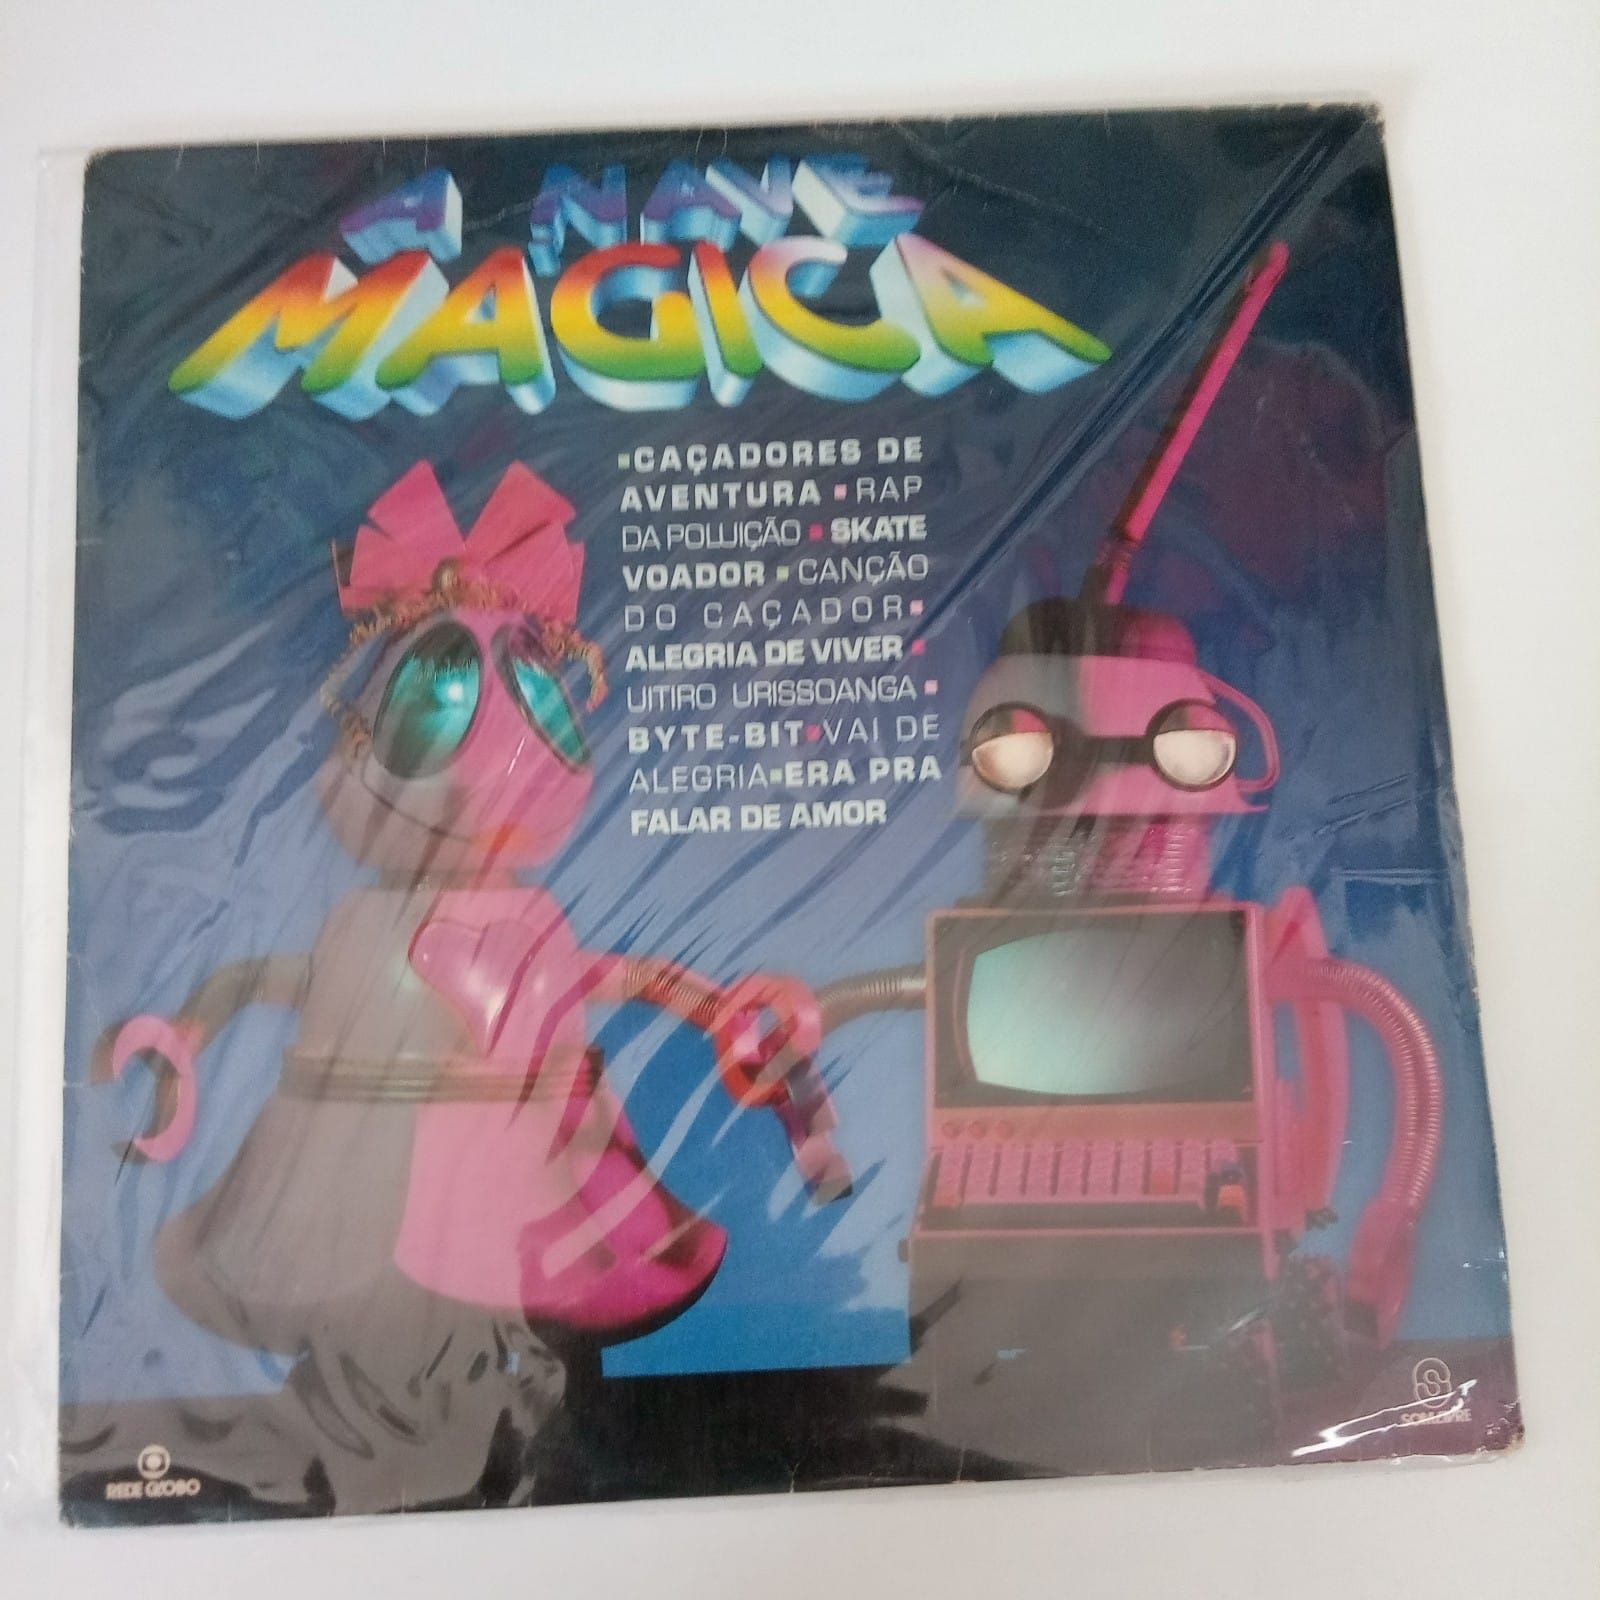 A NAVE
MAGICA
▪CAÇADORES DE
AVENTURA ▪ RAP
DA POLUIÇÃO ▪ SKATE
VOADOR ▪ CANÇÃO
DO CAÇADOR ▪
ALEGRIA DE VIVER ▪
UITIRO URISSOANGA ▪
BYTE-BIT ▪ VAI DE
ALEGRIA ▪ ERA PRA
FALAR DE AMOR
REDE GLOBO
SOM LIVRE